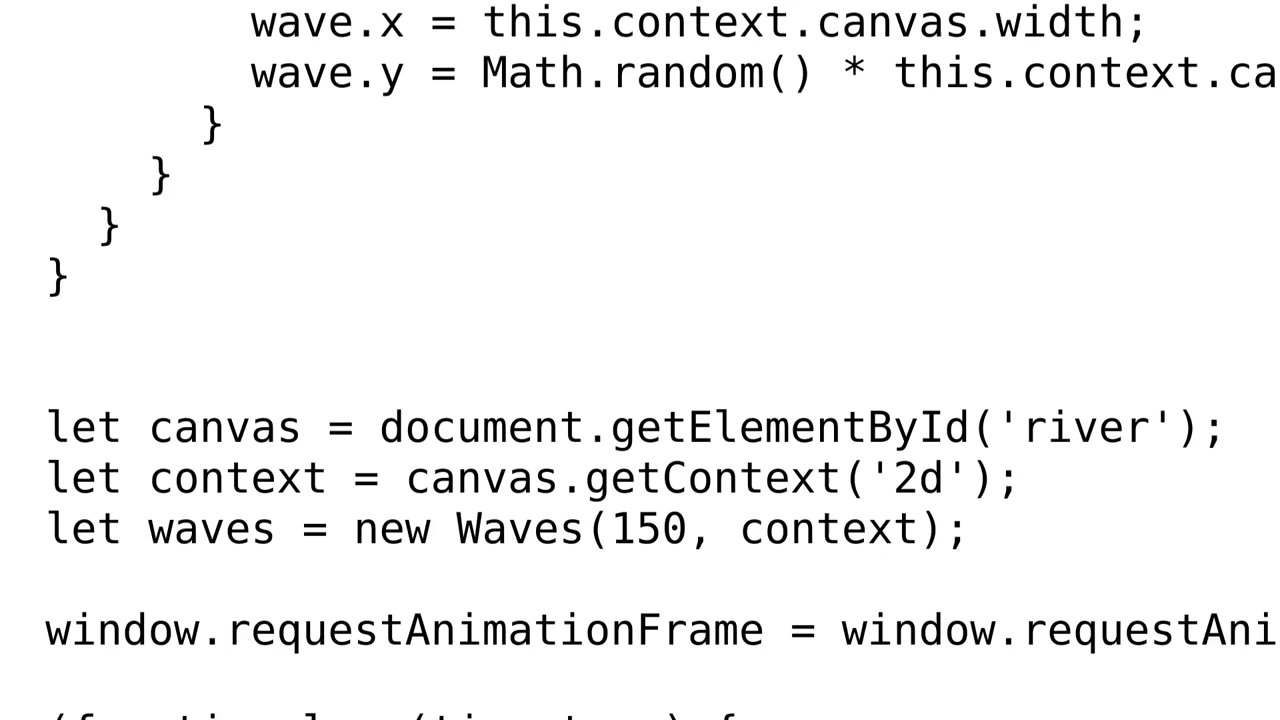 wave.x = this.context.canvas.width;
wave.y = Math.random() * this.context.ca
}
}
}
}
let canvas = document.getElementById('river');
let context = canvas.getContext('2d');
let waves = new Waves(150, context);
window.requestAnimationFrame = window.requestAni